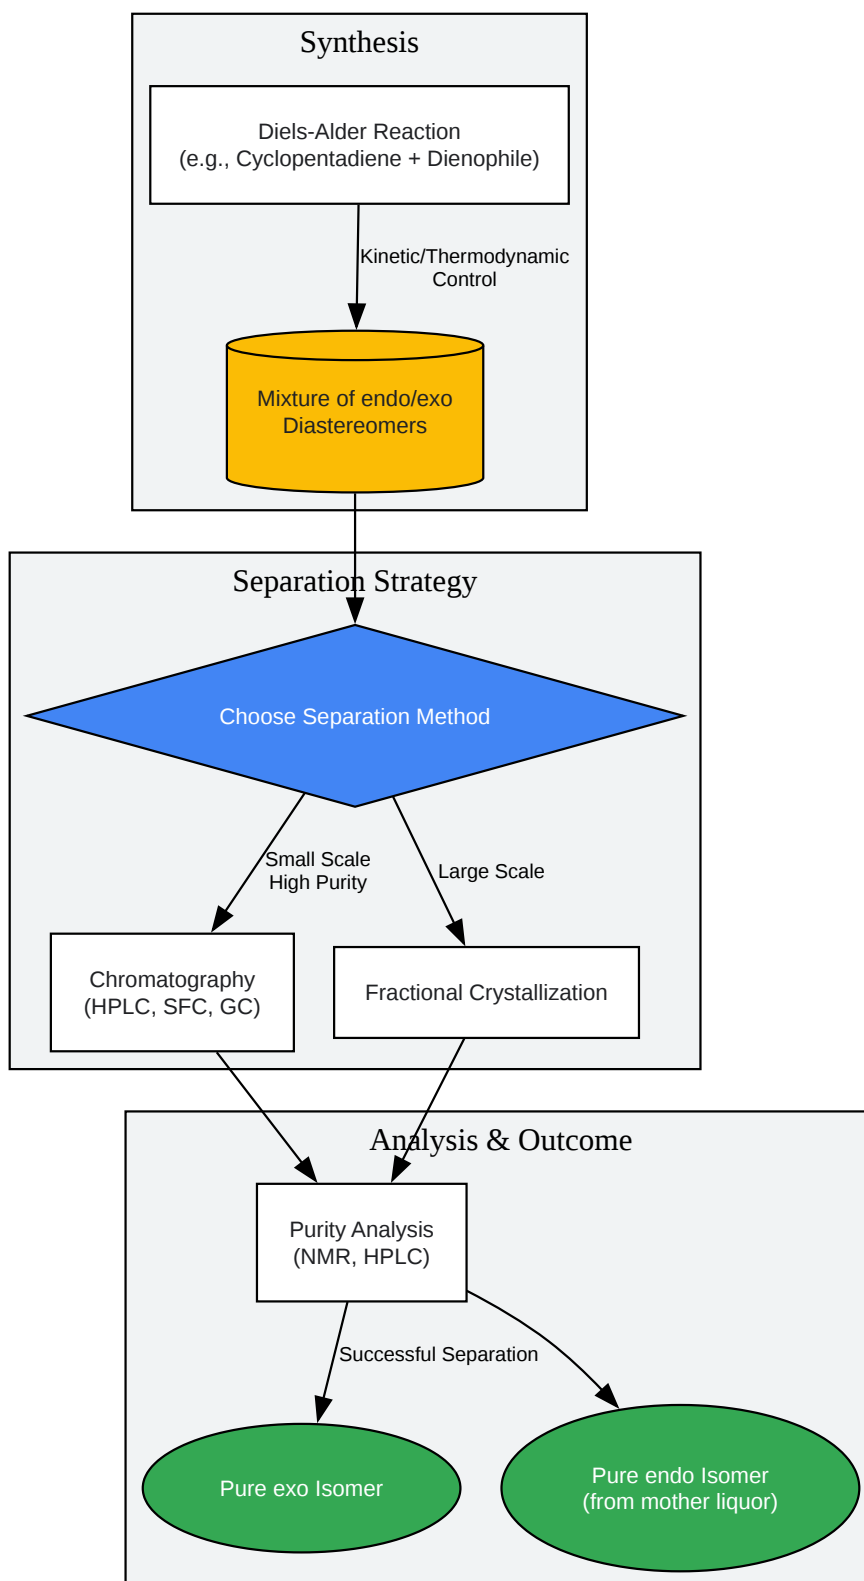 Synthesis
Diels-Alder Reaction
(e.g., Cyclopentadiene + Dienophile)
Kinetic/Thermodynamic
Control
Mixture of endo/exo
Diastereomers
Separation Strategy
Choose Separation Method
Small Scale
High Purity
Large Scale
Chromatography
(HPLC, SFC, GC)
Fractional Crystallization
Analysis & Outcome
Purity Analysis
(NMR, HPLC)
Successful Separation
Pure exo Isomer
Pure endo Isomer
(from mother liquor)